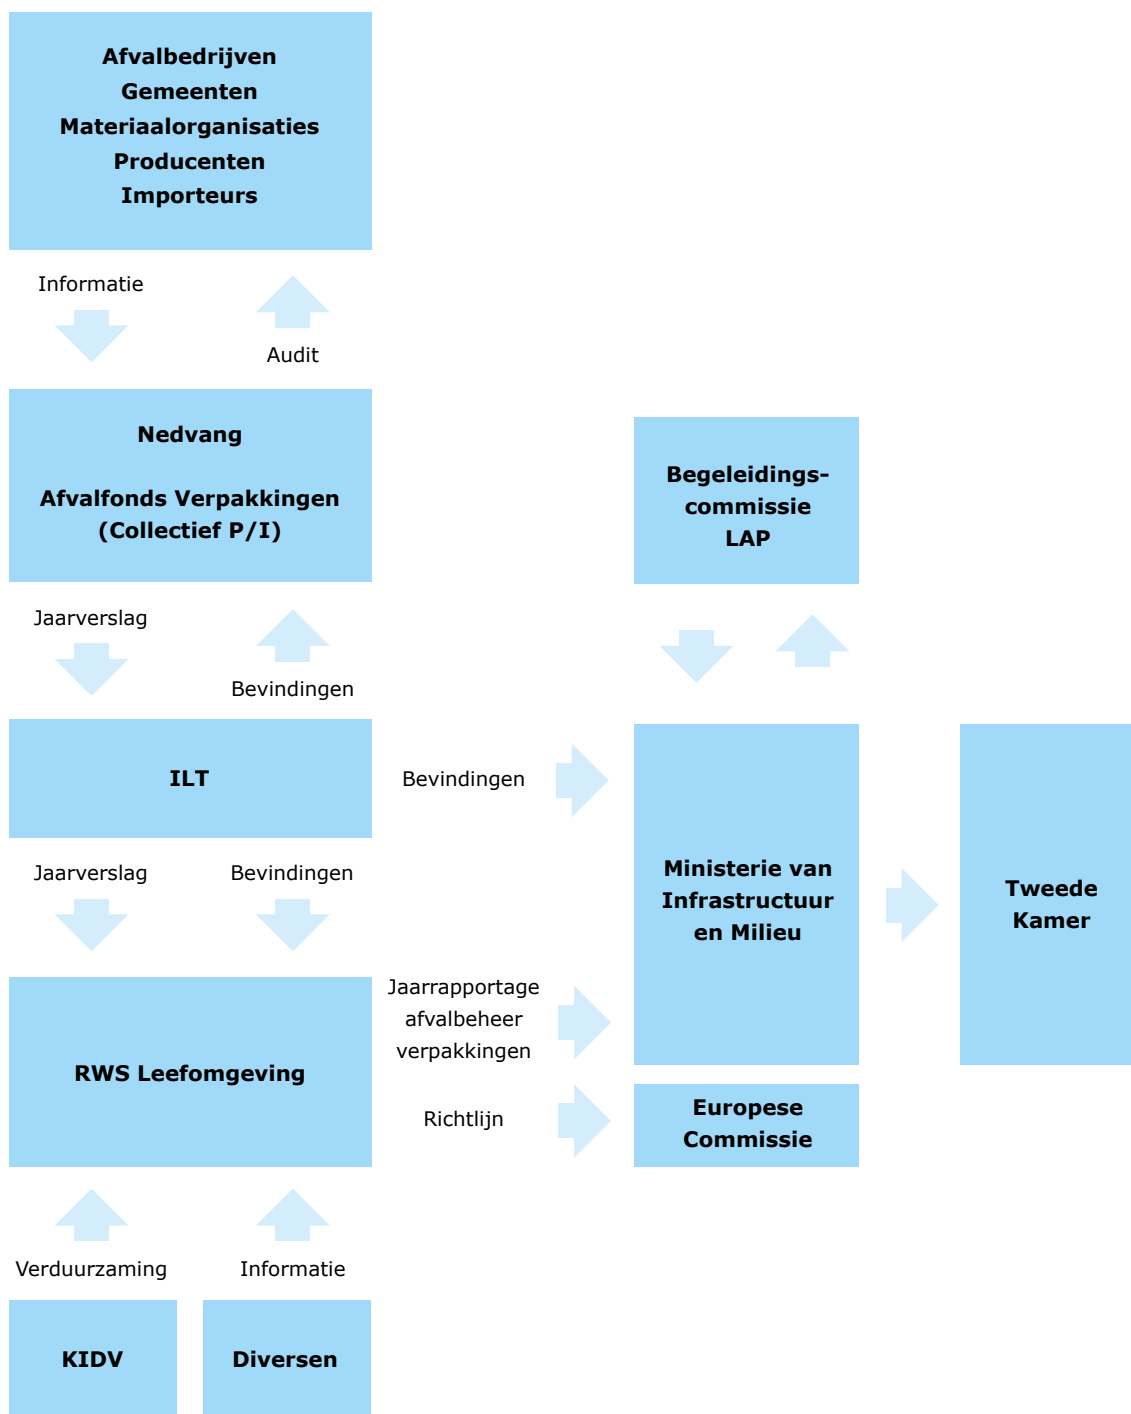 Afvalbedrijven
Gemeenten
Materiaalorganisaties
Producenten
Importeurs
Informatie
Audit
Nedvang
Afvalfonds Verpakkingen
(Collectief P/I)
Begeleidings-
commissie
LAP
Jaarverslag
Bevindingen
ILT
Bevindingen
Ministerie van
Infrastructuur
en Milieu
Tweede
Kamer
Jaarverslag
Bevindingen
RWS Leefomgeving
Jaarrapportage
afvalbeheer
verpakkingen
Richtlijn
Europese
Commissie
Verduurzaming
Informatie
KIDV
Diversen